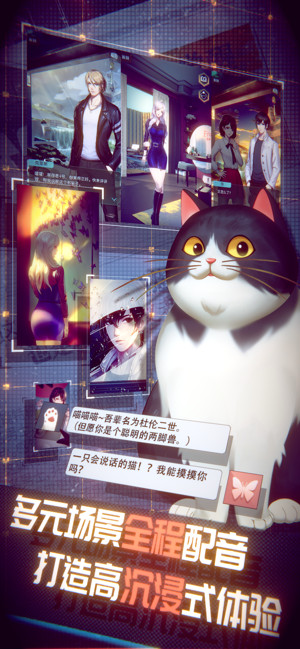 喵喵喵~吾辈名为杜伦二世。
(但愿你是个聪明的两脚兽。)
一只会说话的猫!？我能摸摸你
吗?
多元场景全程配音
打造高沉浸式体验